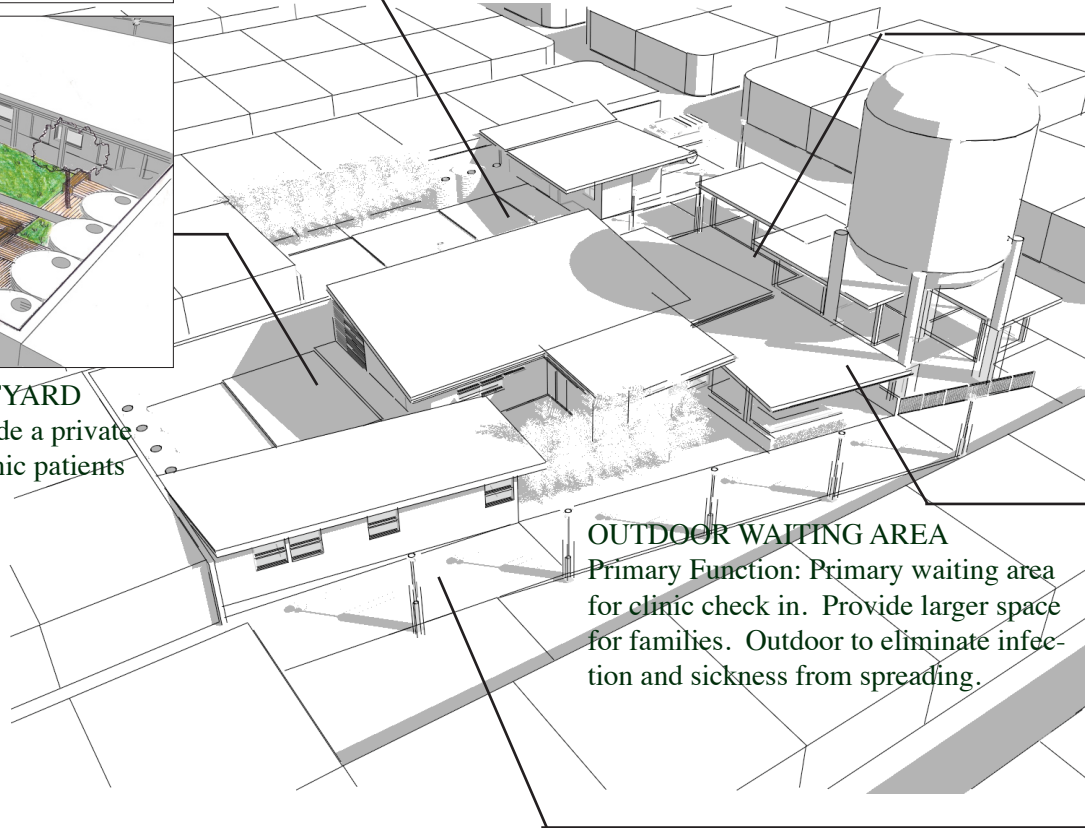 YARD
de a private
nic patients
OUTDOOR WAITING AREA
Primary Function: Primary waiting area
for clinic check in.  Provide larger space
for families.  Outdoor to eliminate infec-
tion and sickness from spreading.